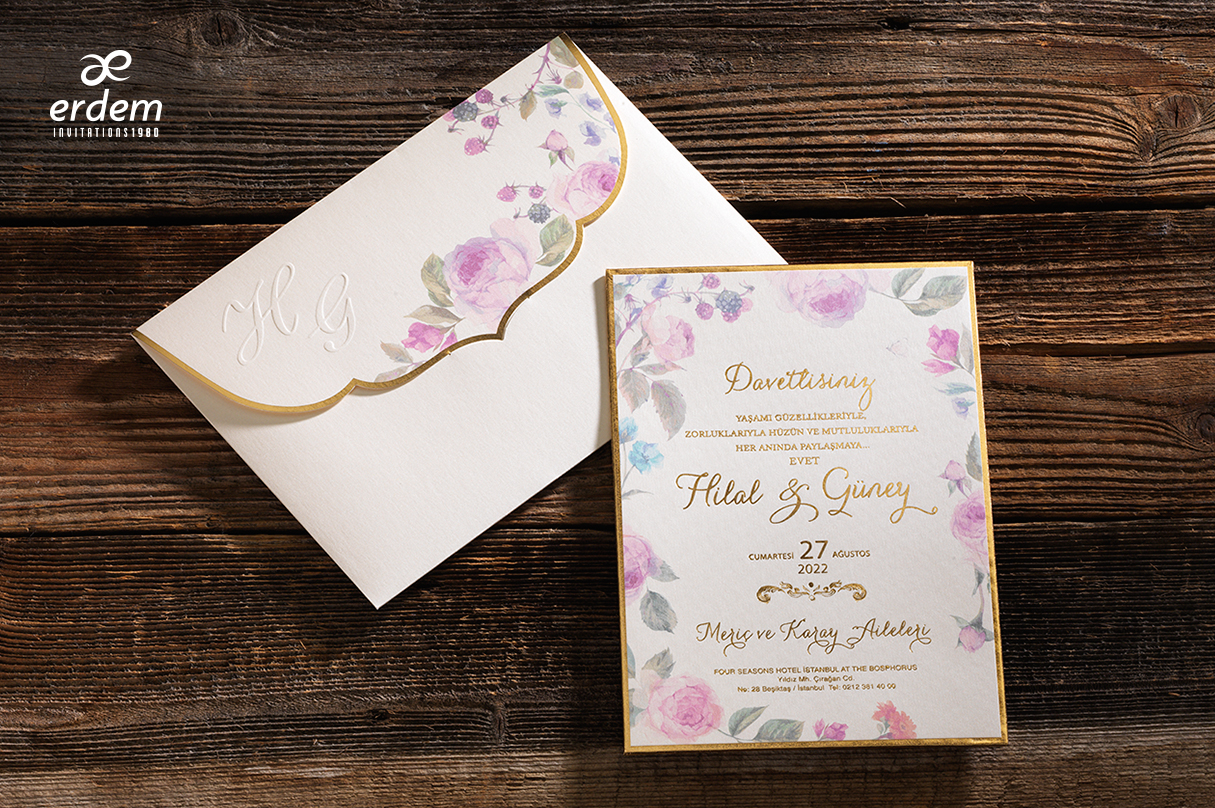 erdem
INVITATIONS1980
H G
Davetlisiniz
YAŞAMI GÜZELLİKLERİYLE,
ZORLUKLARIYLA HÜZÜN VE MUTLULUKLARIYLA
HER ANINDA PAYLAŞMAYA...
EVET
Hilal & Güney
CUMARTESİ 27 AĞUSTOS
2022
Meriç ve Karay Aileleri
FOUR SEASONS HOTEL İSTANBUL AT THE BOSPHORUS
Yıldız Mh. Çırağan Cd.
No: 28 Beşiktaş / İstanbul Tel: 0212 381 40 00